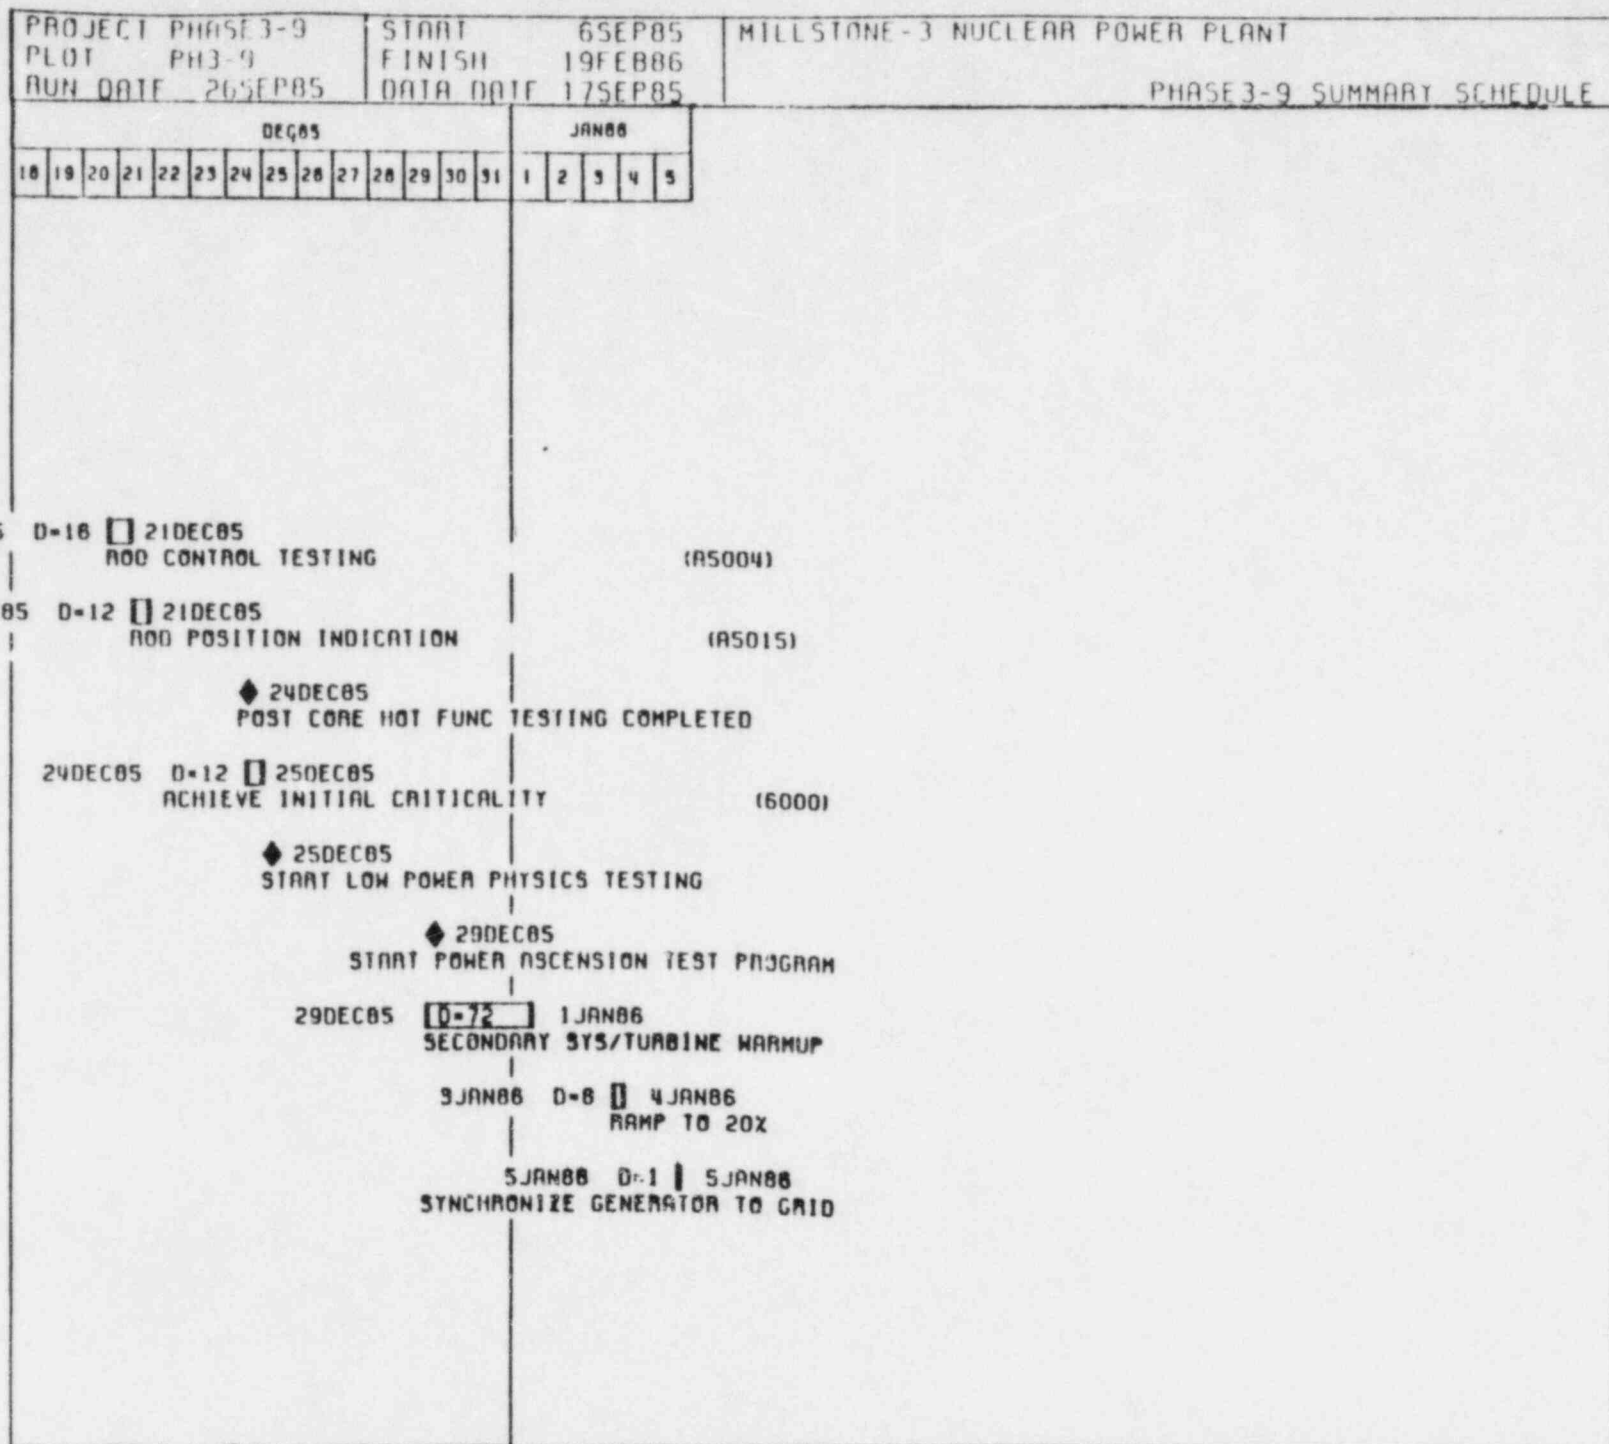 PROJECT PHASE3-9
PLOT PH3-9
RUN DATE 26SEP85
START 6SEP85
FINISH 19FEB86
DATA DATE 17SEP85
MILLSTONE-3 NUCLEAR POWER PLANT
PHASE3-9 SUMMARY SCHEDULE
DEC85 JAN86
18 19 20 21 22 23 24 25 26 27 28 29 30 31 1 2 3 4 5
D=16 21DEC85
ROD CONTROL TESTING (A5004)
85 D=12 21DEC85
ROD POSITION INDICATION (A5015)
24DEC85
POST CORE HOT FUNC TESTING COMPLETED
24DEC85 D=12 25DEC85
ACHIEVE INITIAL CRITICALITY (6000)
25DEC85
START LOW POWER PHYSICS TESTING
29DEC85
START POWER ASCENSION TEST PROGRAM
29DEC85 D=72 1JAN86
SECONDARY SYS/TURBINE WARMUP
3JAN86 D=8 4JAN86
RAMP TO 20%
5JAN86 D=1 5JAN86
SYNCHRONIZE GENERATOR TO GRID